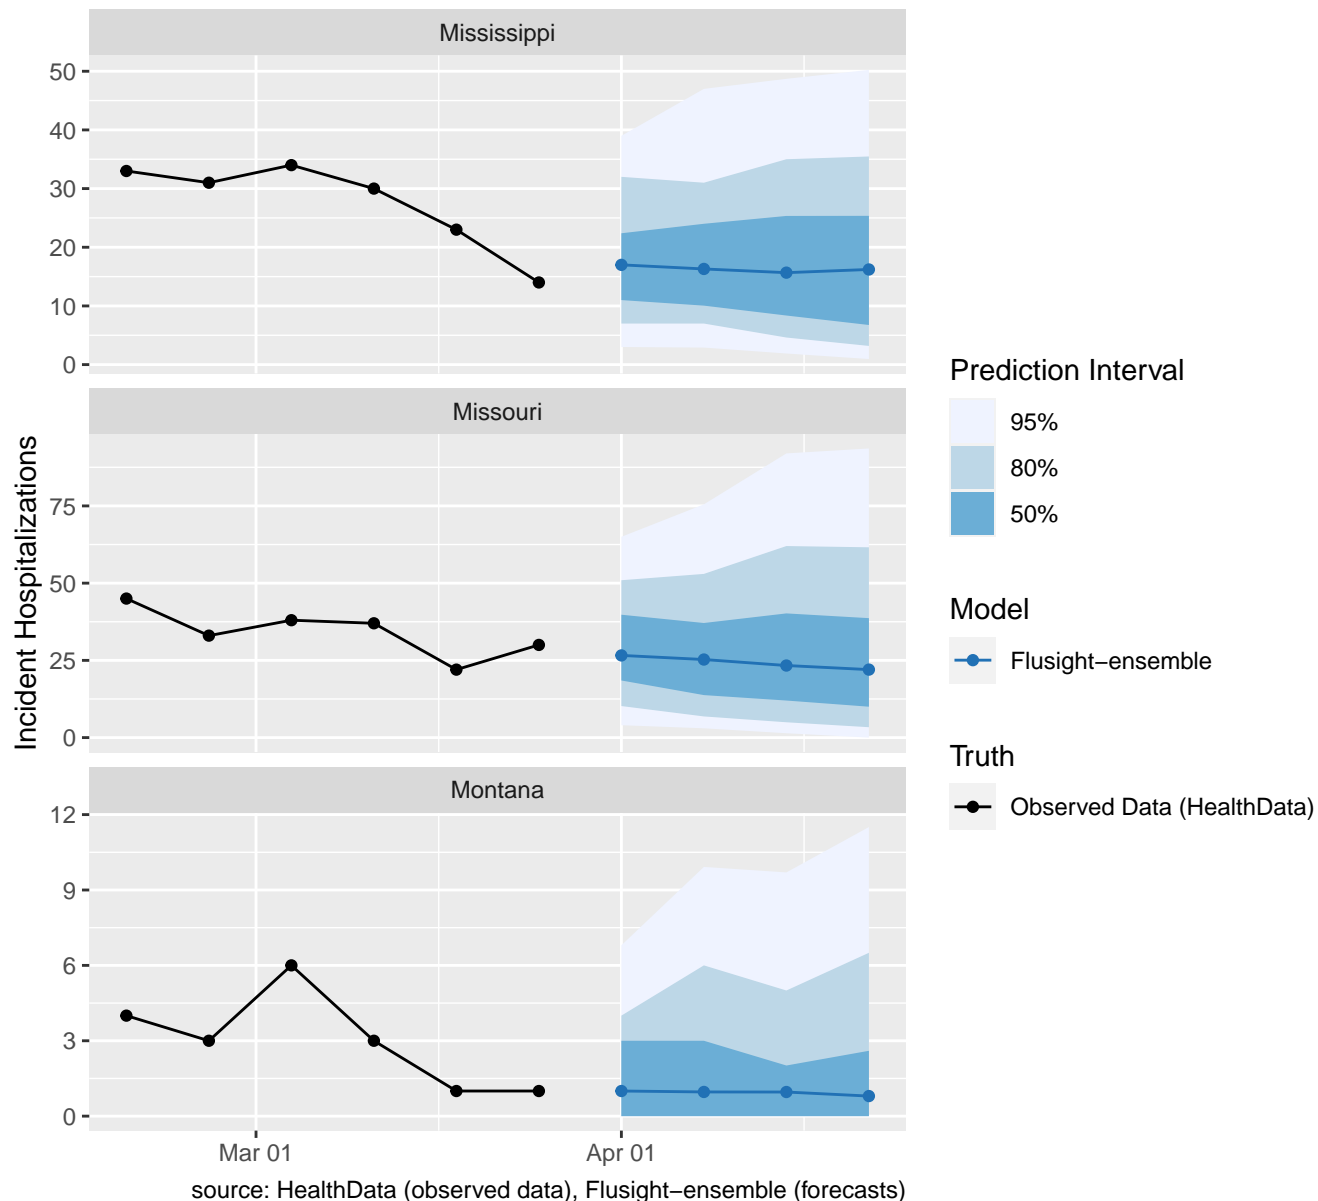 Mississippi
50
40
30
20
10
0
Missouri
75
50
25
0
Montana
12
9
6
3
0
Mar 01
Apr 01
Incident Hospitalizations
source: HealthData (observed data), Flusight−ensemble (forecasts)
Prediction Interval
95%
80%
50%
Model
Flusight−ensemble
Truth
Observed Data (HealthData)